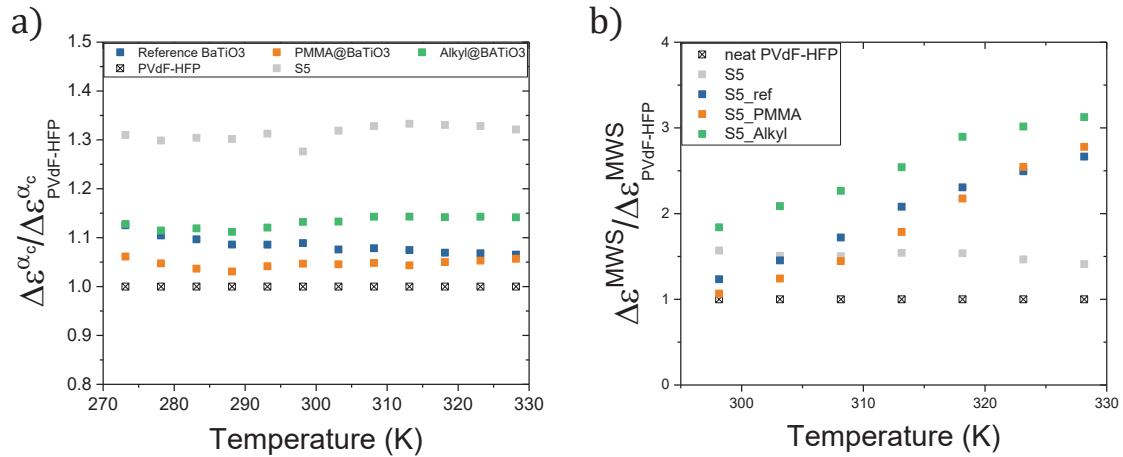 a)
Δε^αc/Δε^αc_PVdF-HFP
1.5
1.4
1.3
1.2
1.1
1.0
0.9
0.8
Reference BaTiO3 PMMA@BaTiO3 Alkyl@BATiO3
PVdF-HFP S5
270 280 290 300 310 320 330
Temperature (K)
b)
Δε^MWS/Δε^MWS_PVdF-HFP
4
3
2
1
0
neat PVdF-HFP
S5
S5_ref
S5_PMMA
S5_Alkyl
300 310 320 330
Temperature (K)